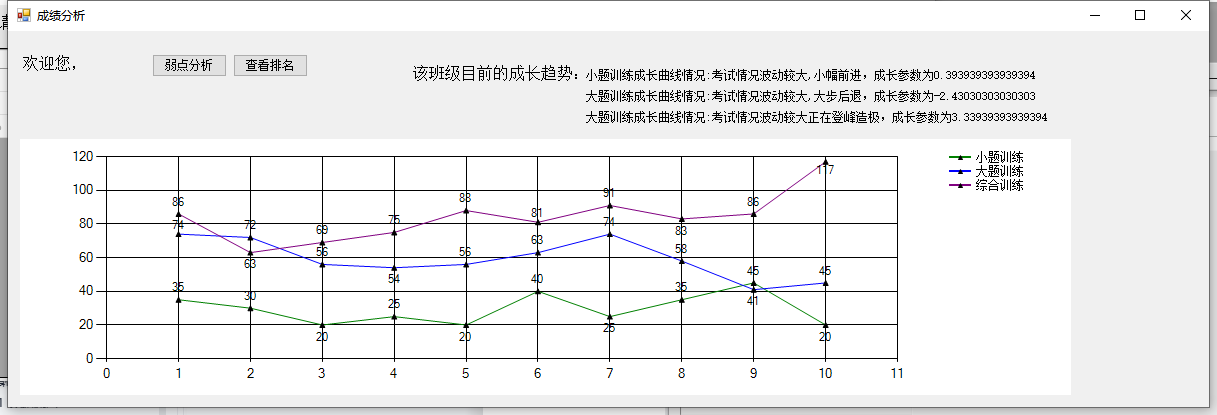 成绩分析
欢迎您，
弱点分析 查看排名
该班级目前的成长趋势：
小题训练成长曲线情况:考试情况波动较大,小幅前进，成长参数为0.393939393939394
大题训练成长曲线情况:考试情况波动较大,大步后退，成长参数为-2.43030303030303
大题训练成长曲线情况:考试情况波动较大正在登峰造极，成长参数为3.33939393939394
小题训练
大题训练
综合训练
120
100
80
60
40
20
0
86 63 69 75 88 81 91 83 86 117
74 72 56 54 56 63 74 58 41 45
35 30 20 25 20 40 25 35 45 20
0 1 2 3 4 5 6 7 8 9 10 11